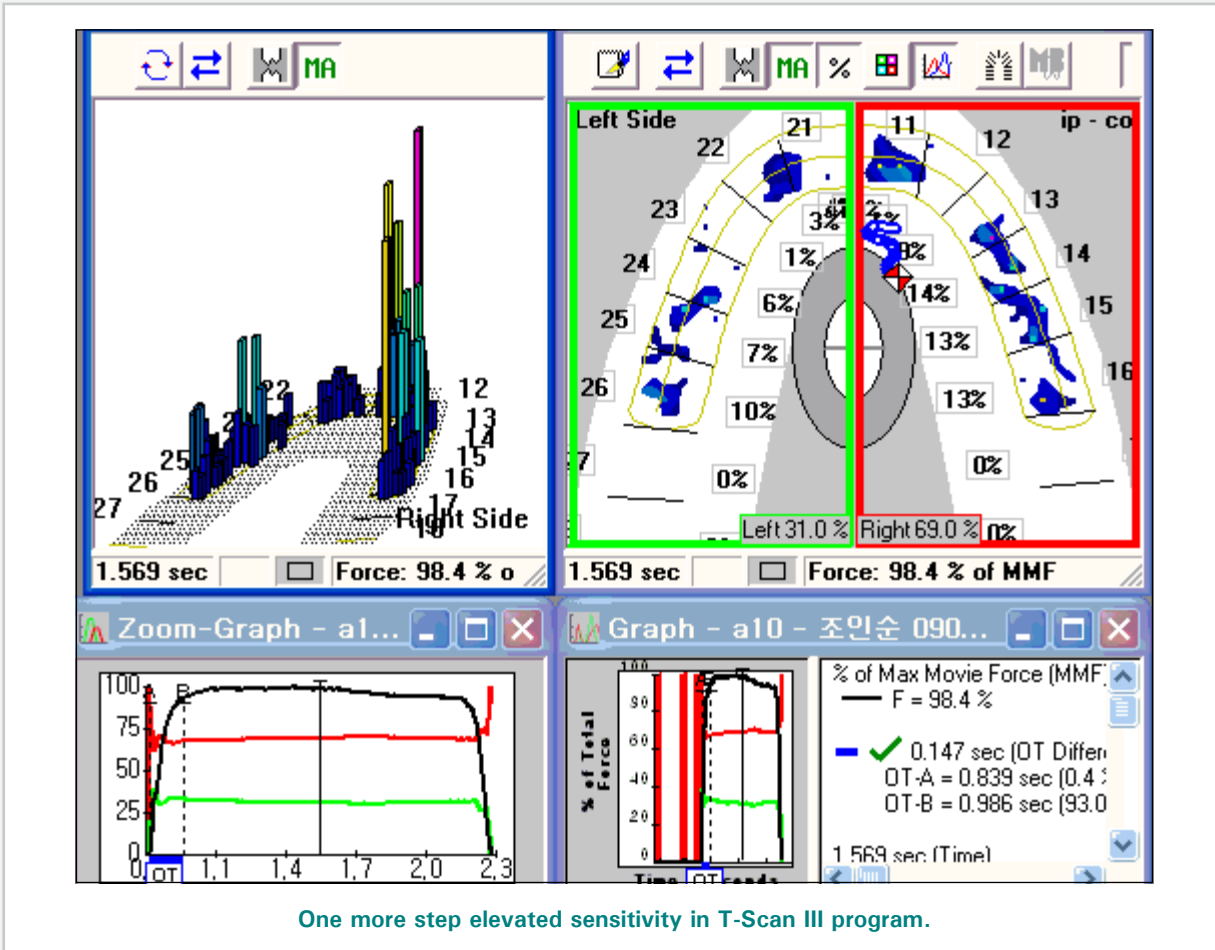 MA
MA %
Left Side
ip - co
21
11
22
12
23
13
24
14
25
15
26
16
3%
1%
6%
14%
7%
13%
10%
13%
0%
0%
Left 31.0 %
Right 69.0 %
0%
22
12
13
14
25
15
26
16
27
17
Right Side
1.569 sec
Force: 98.4 % o
1.569 sec
Force: 98.4 % of MMF
Zoom-Graph - a1...
Graph - a10 - 조인순 090...
100
75
50
25
0
B
T
OT
1,1
1,4
1,7
2,0
2,3
% of Total Force
100
80
60
40
20
0
OT
% of Max Movie Force (MMF)
F = 98.4 %
0.147 sec (OT Differe
OT-A = 0.839 sec (0.4 %
OT-B = 0.986 sec (93.0
1.569 sec (Time)
One more step elevated sensitivity in T-Scan III program.